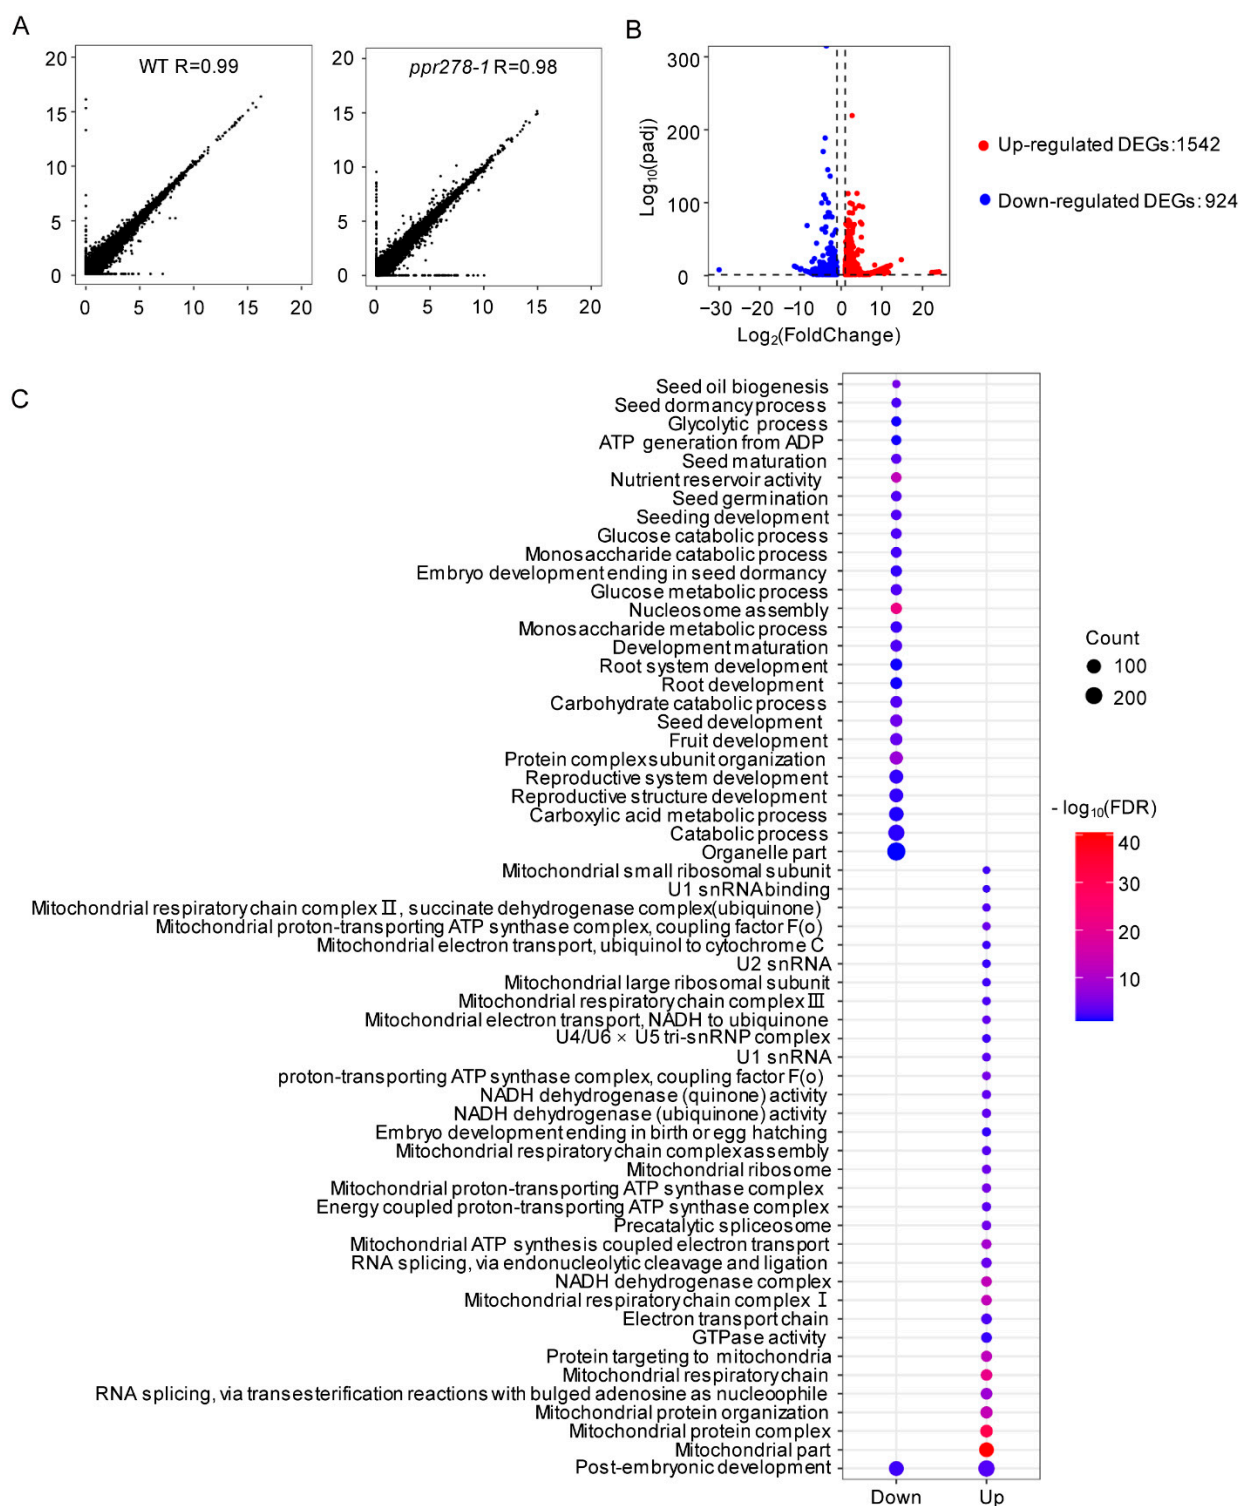 A
WT R=0.99
20
15
10
5
0
0 5 10 15 20
ppr278-1 R=0.98
20
15
10
5
0
0 5 10 15 20
B
300
200
100
0
Log10(padj)
−30 −20 −10 0 10 20
Log2(FoldChange)
Up-regulated DEGs:1542
Down-regulated DEGs: 924
C
Seed oil biogenesis
Seed dormancy process
Glycolytic process
ATP generation from ADP
Seed maturation
Nutrient reservoir activity
Seed germination
Seeding development
Glucose catabolic process
Monosaccharide catabolic process
Embryo development ending in seed dormancy
Glucose metabolic process
Nucleosome assembly
Monosaccharide metabolic process
Development maturation
Root system development
Root development
Carbohydrate catabolic process
Seed development
Fruit development
Protein complex subunit organization
Reproductive system development
Reproductive structure development
Carboxylic acid metabolic process
Catabolic process
Organelle part
Mitochondrial small ribosomal subunit
U1 snRNA binding
Mitochondrial respiratory chain complex Ⅱ, succinate dehydrogenase complex(ubiquinone)
Mitochondrial proton-transporting ATP synthase complex, coupling factor F(o)
Mitochondrial electron transport, ubiquinol to cytochrome C
U2 snRNA
Mitochondrial large ribosomal subunit
Mitochondrial respiratory chain complex Ⅲ
Mitochondrial electron transport, NADH to ubiquinone
U4/U6 × U5 tri-snRNP complex
U1 snRNA
proton-transporting ATP synthase complex, coupling factor F(o)
NADH dehydrogenase (quinone) activity
NADH dehydrogenase (ubiquinone) activity
Embryo development ending in birth or egg hatching
Mitochondrial respiratory chain complex assembly
Mitochondrial ribosome
Mitochondrial proton-transporting ATP synthase complex
Energy coupled proton-transporting ATP synthase complex
Precatalytic spliceosome
Mitochondrial ATP synthesis coupled electron transport
RNA splicing, via endonucleolytic cleavage and ligation
NADH dehydrogenase complex
Mitochondrial respiratory chain complex Ⅰ
Electron transport chain
GTPase activity
Protein targeting to mitochondria
Mitochondrial respiratory chain
RNA splicing, via transesterification reactions with bulged adenosine as nucleoophile
Mitochondrial protein organization
Mitochondrial protein complex
Mitochondrial part
Post-embryonic development
Down Up
Count
100
200
- log10(FDR)
40
30
20
10